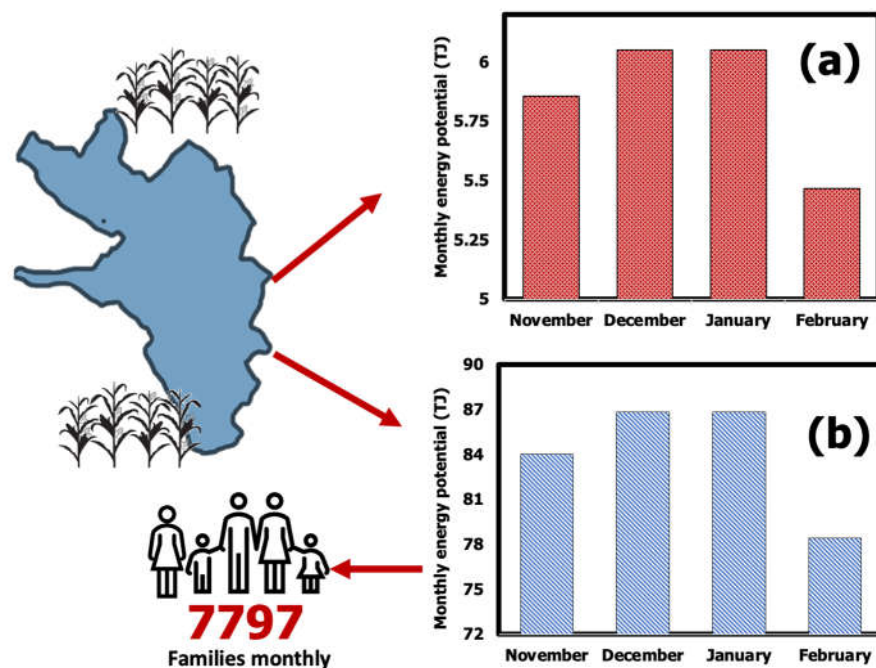 Monthly energy potential (TJ)
6
5.75
5.5
5.25
5
(a)
November December January February
Monthly energy potential (TJ)
90
87
84
81
78
75
72
(b)
November December January February
7797
Families monthly